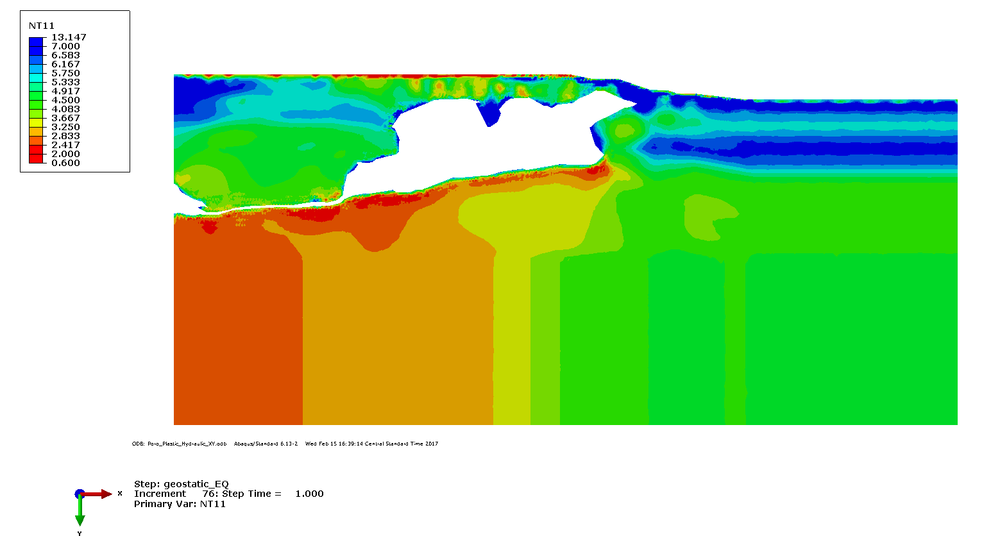 NT11
13.147
7.000
6.583
6.167
5.750
5.333
4.917
4.500
4.083
3.667
3.250
2.833
2.417
2.000
0.600
ODB: Poro_Plastic_Hydraulic_XY.odb Abaqus/Standard 6.13-2 Wed Feb 15 16:39:14 Central Standard Time 2017
X
Step: geostatic_EQ
Increment 76: Step Time = 1.000
Primary Var: NT11
Y